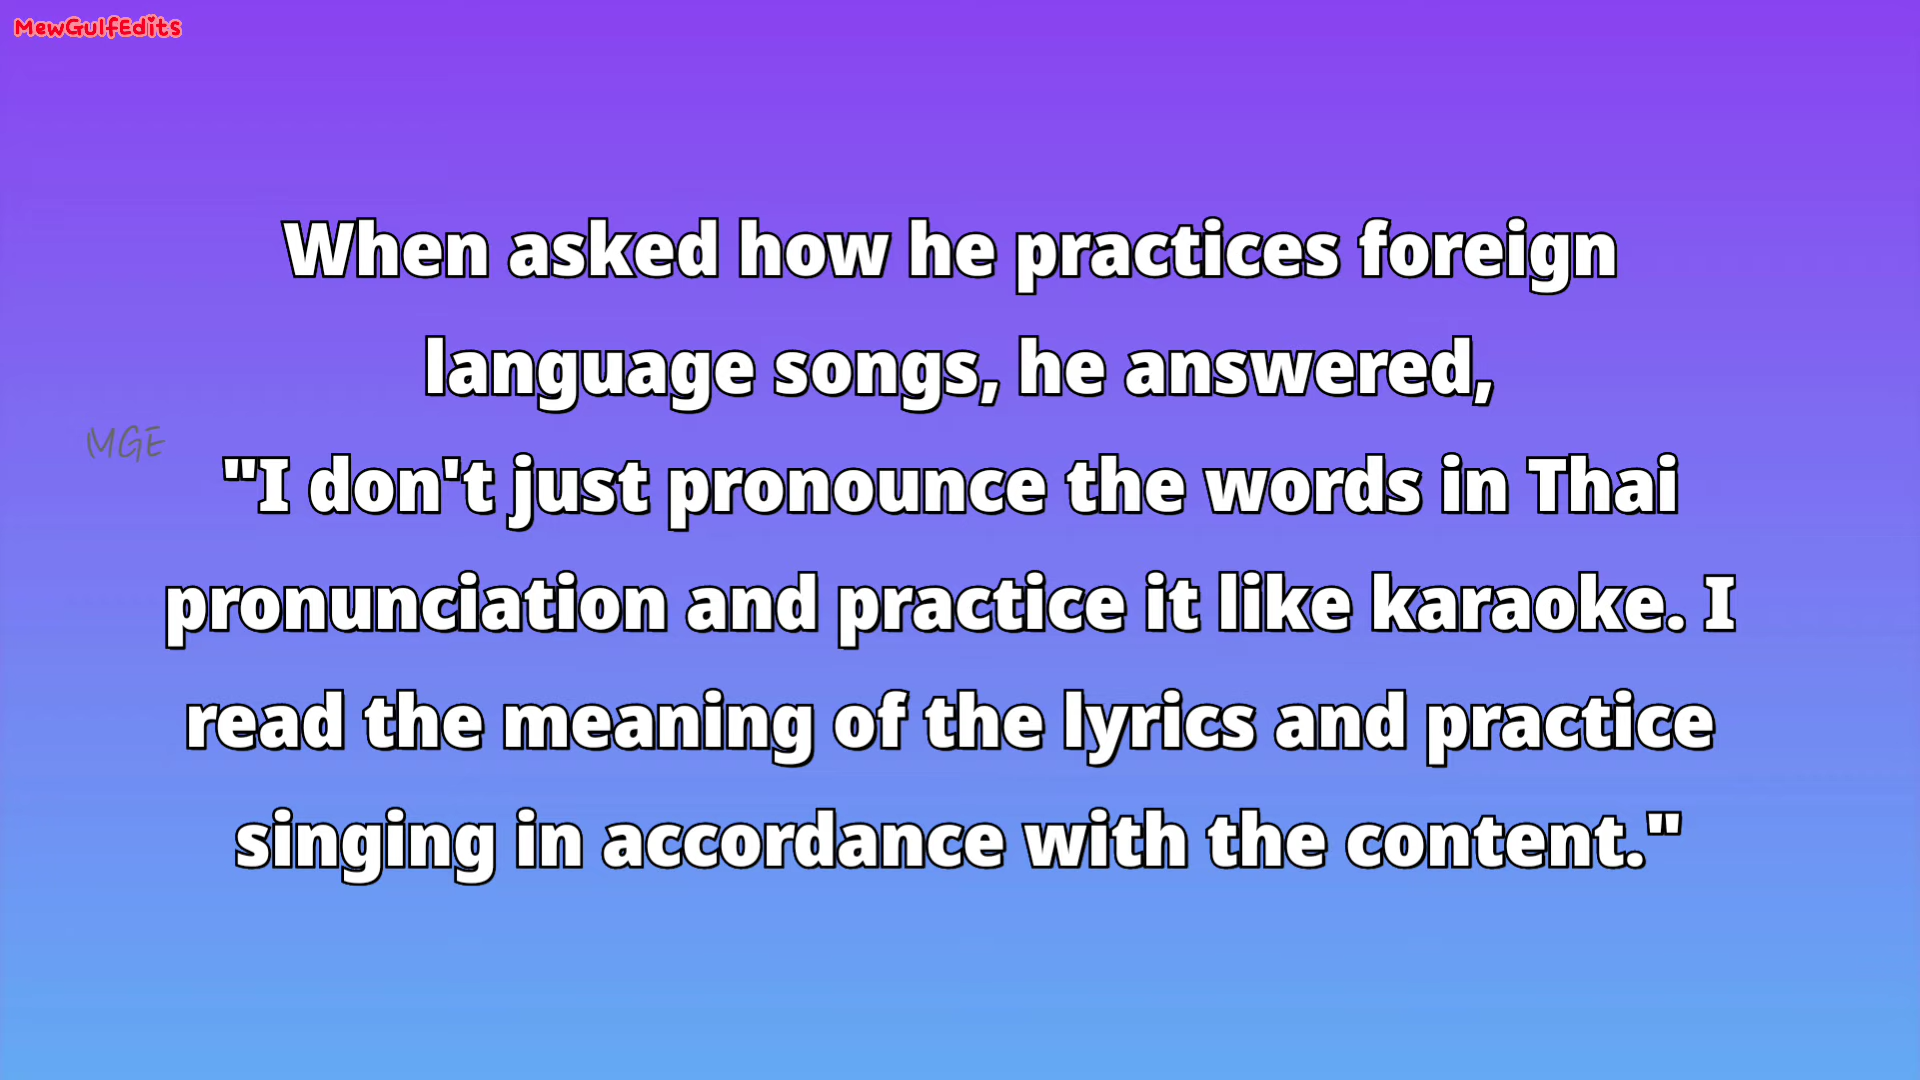 MewGulfEdits
When asked how he practices foreign
language songs, he answered,
MGE
"I don't just pronounce the words in Thai
pronunciation and practice it like karaoke. I
read the meaning of the lyrics and practice
singing in accordance with the content."